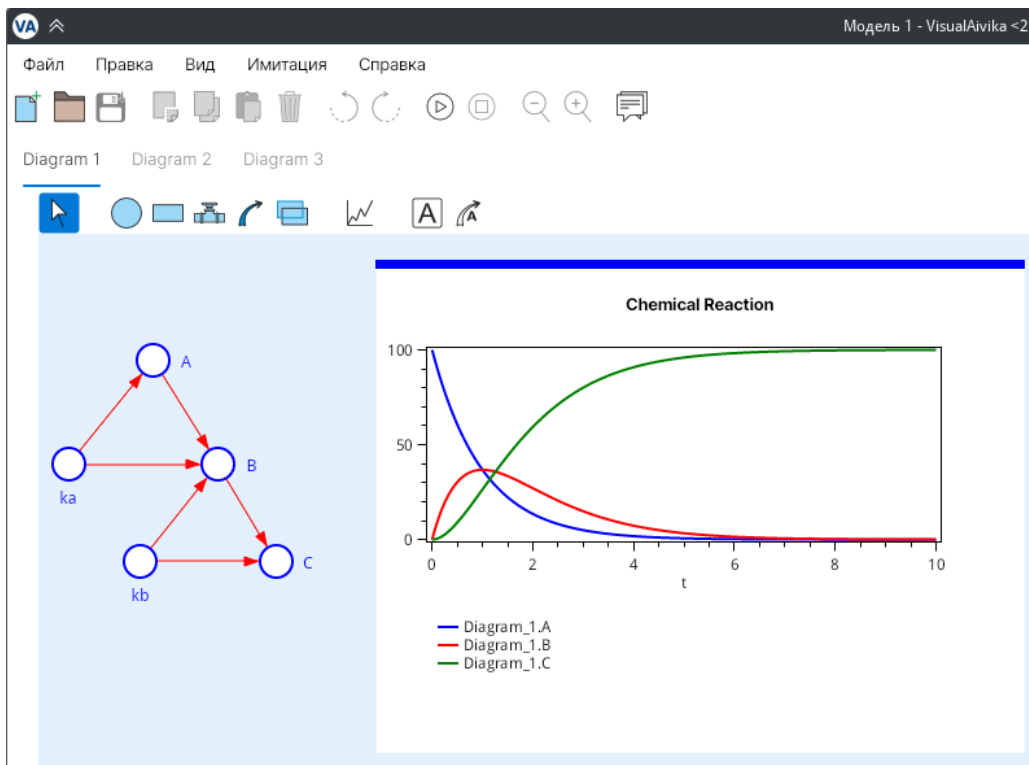 VA Модель 1 - VisualAivika <2
Файл Правка Вид Имитация Справка
Diagram 1 Diagram 2 Diagram 3
A A
Chemical Reaction
A
B
ka
C
kb
100
50
0
0 2 4 6 8 10
t
Diagram_1.A
Diagram_1.B
Diagram_1.C